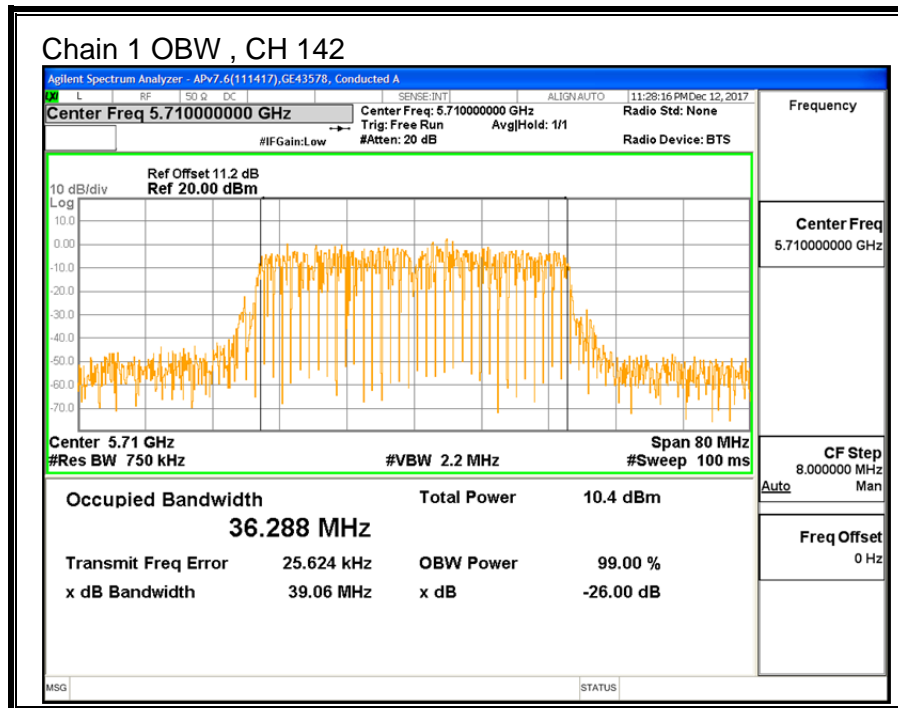 Chain 1 OBW , CH 142
Agilent Spectrum Analyzer - APv7.6(111417),GE43578, Conducted A
LXI L RF 50 Ω DC SENSE:INT ALIGN AUTO 11:28:16 PM Dec 12, 2017
Center Freq 5.710000000 GHz
Center Freq: 5.710000000 GHz Radio Std: None
Trig: Free Run Avg|Hold: 1/1
#IFGain:Low #Atten: 20 dB Radio Device: BTS
Frequency
Ref Offset 11.2 dB
10 dB/div Ref 20.00 dBm
Log
10.0
0.00
-10.0
-20.0
-30.0
-40.0
-50.0
-60.0
-70.0
Center 5.71 GHz Span 80 MHz
#Res BW 750 kHz #VBW 2.2 MHz #Sweep 100 ms
Center Freq
5.710000000 GHz
CF Step
8.000000 MHz
Auto Man
Freq Offset
0 Hz
Occupied Bandwidth Total Power 10.4 dBm
36.288 MHz
Transmit Freq Error 25.624 kHz OBW Power 99.00 %
x dB Bandwidth 39.06 MHz x dB -26.00 dB
MSG STATUS